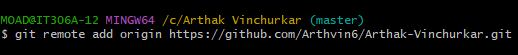 MOAD@IT306A-12 MINGW64 /c/Arthak Vinchurkar (master)
$ git remote add origin https://github.com/Arthvin6/Arthak-Vinchurkar.git